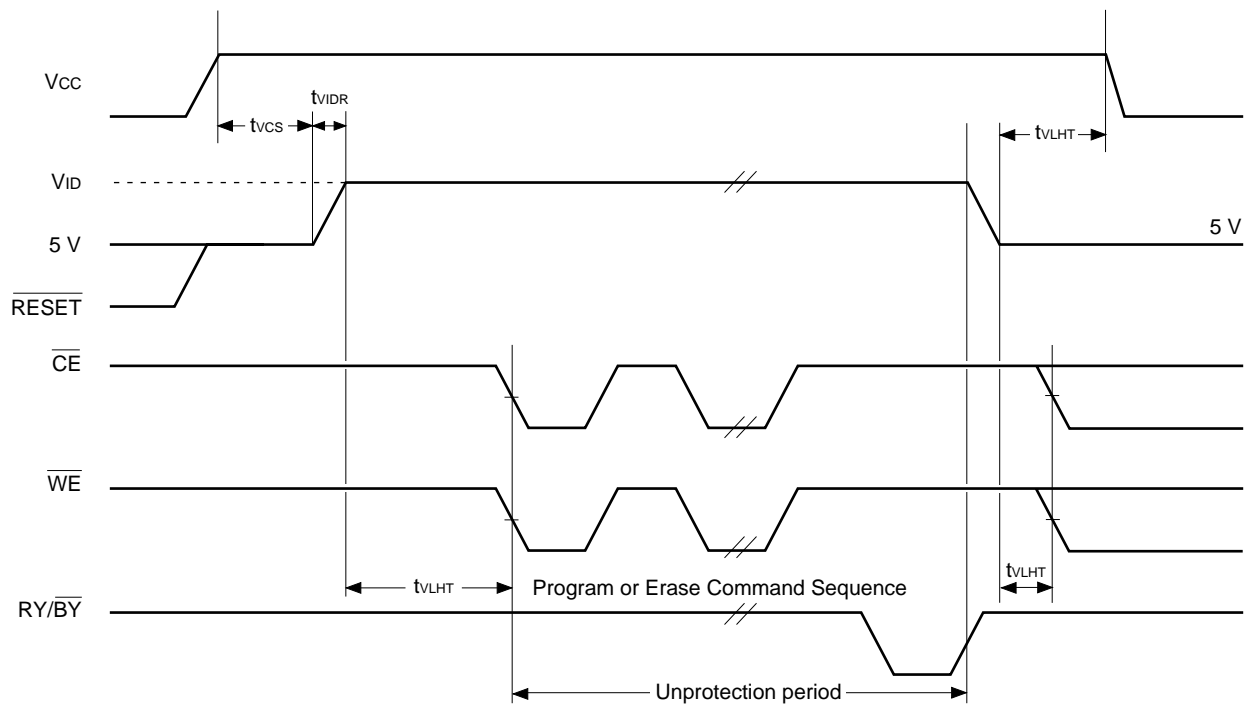 VCC
tVIDR
tVCS
tVLHT
VID
5 V
5 V
RESET
CE
WE
tVLHT
Program or Erase Command Sequence
tVLHT
RY/BY
Unprotection period